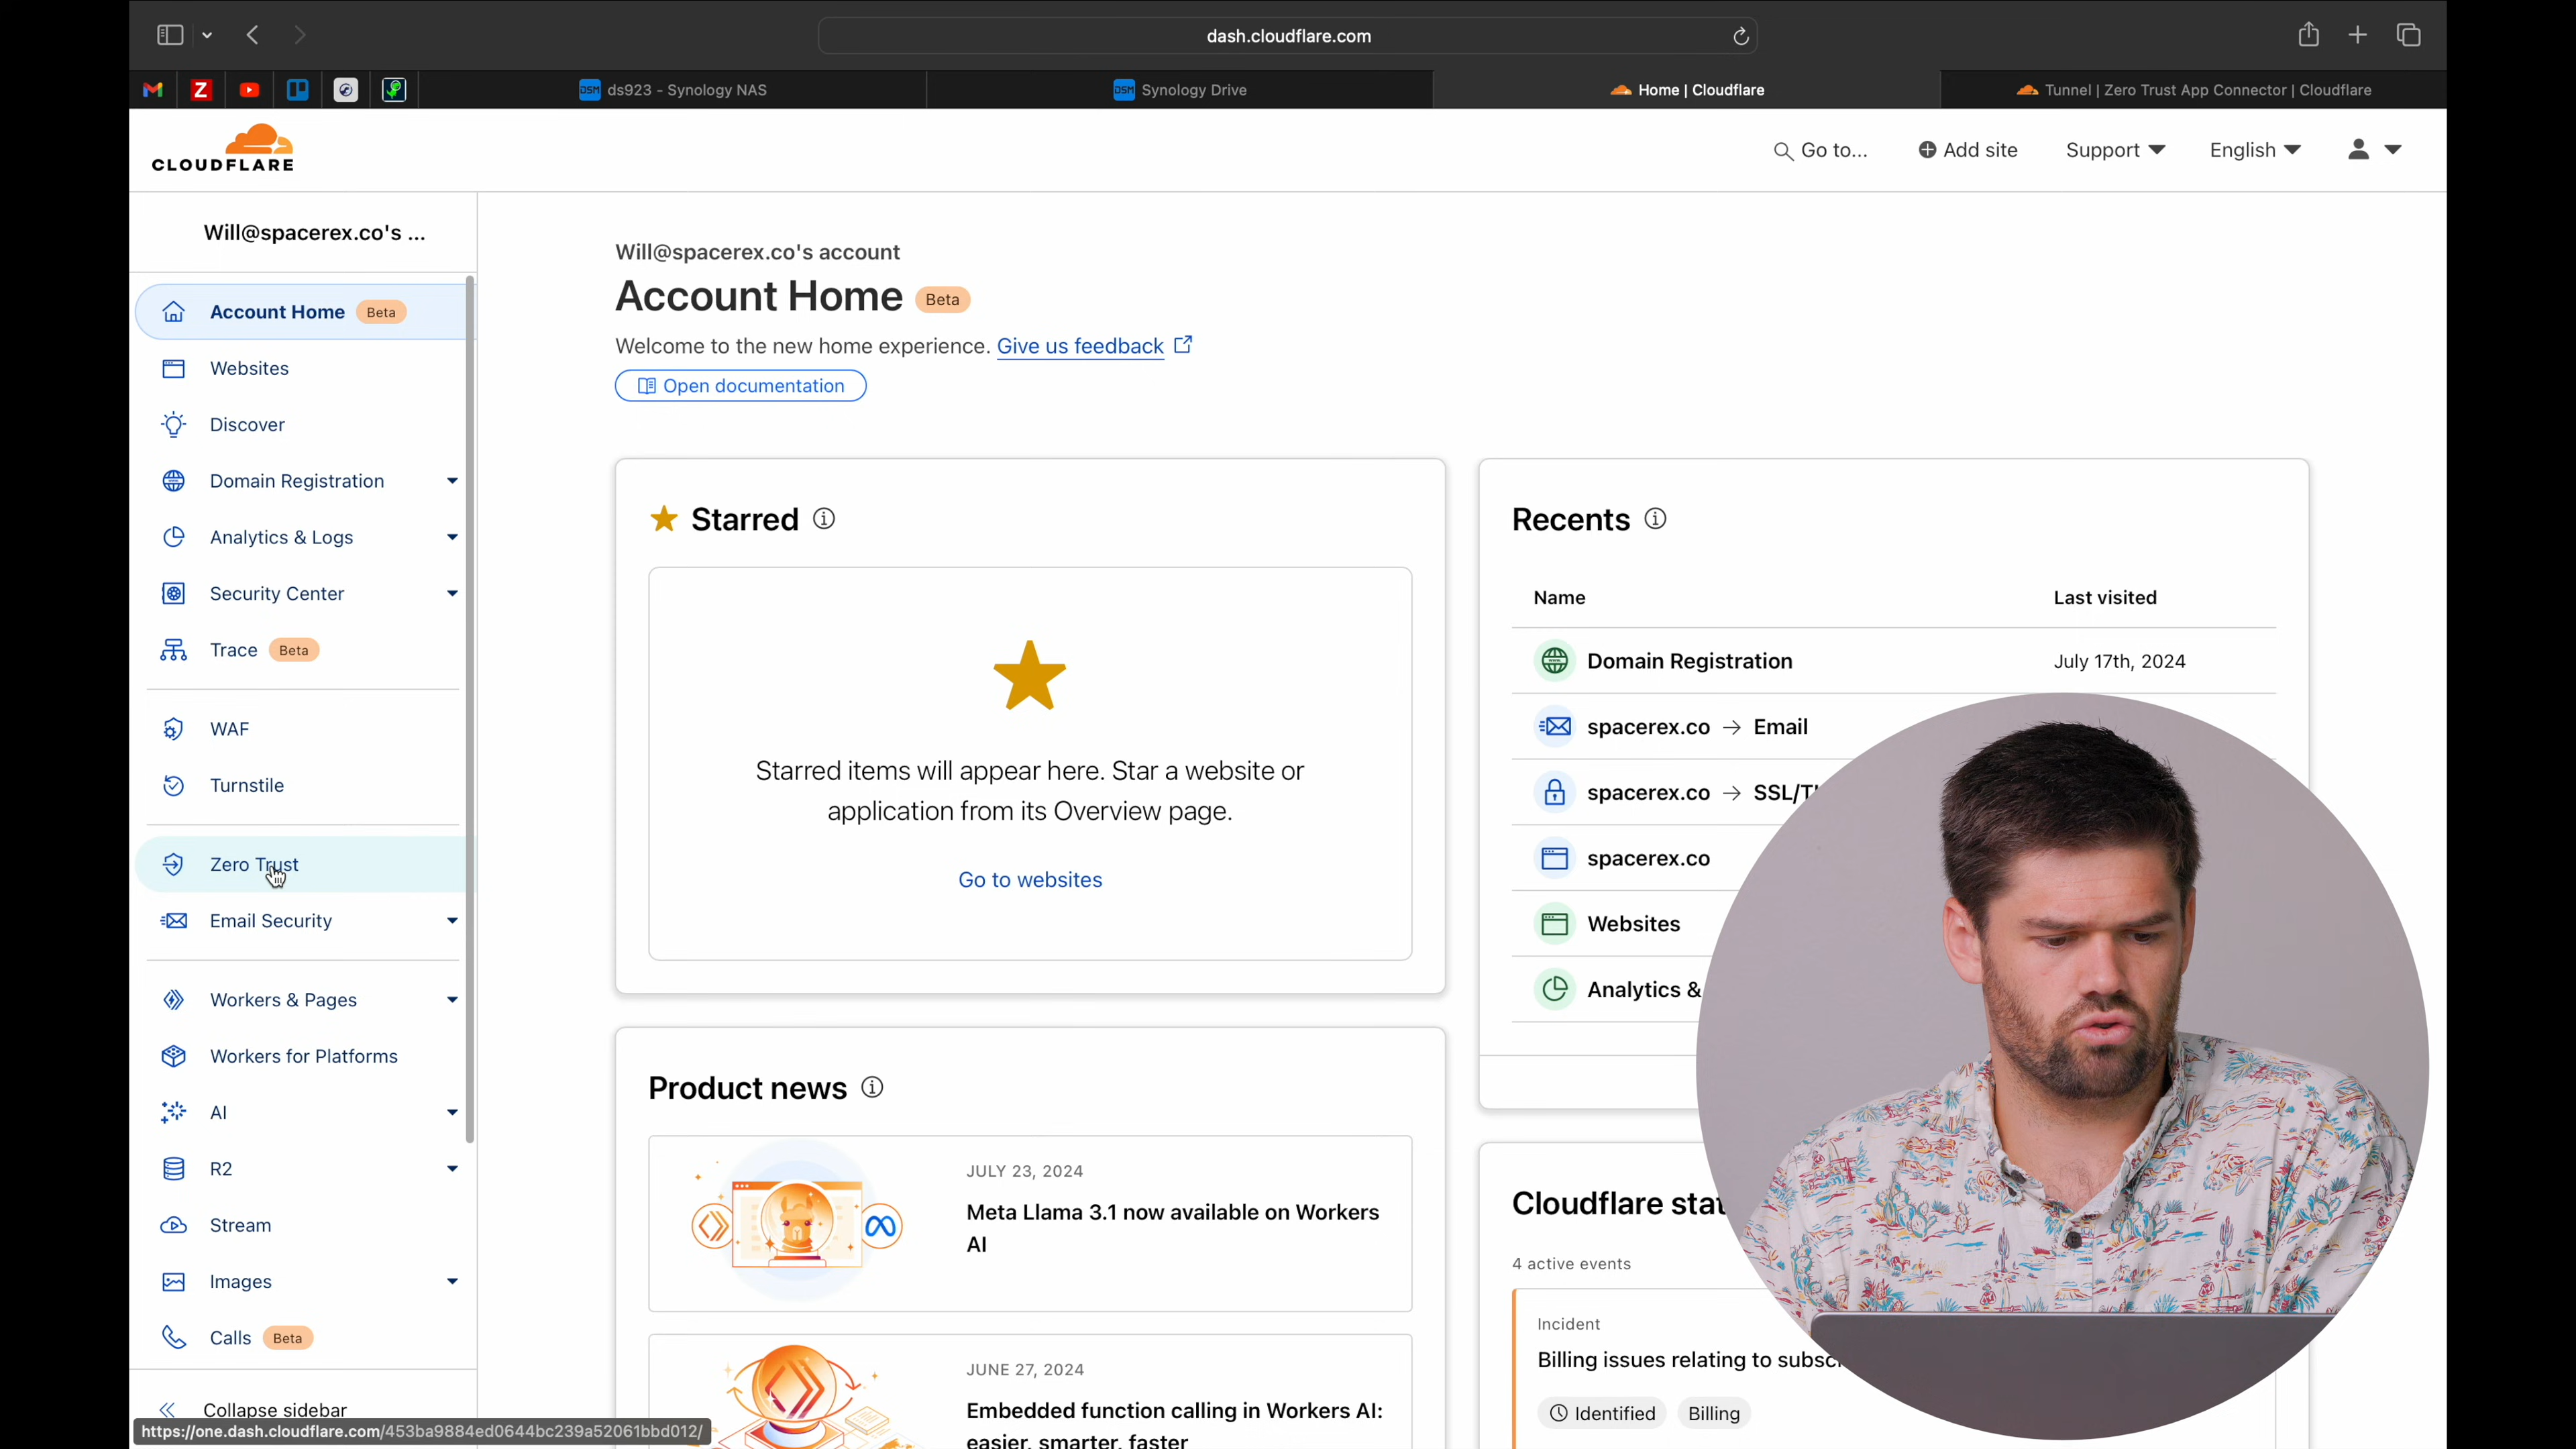 dash.cloudflare.com
ds923 - Synology NAS
Synology Drive
Home | Cloudflare
Tunnel | Zero Trust App Connector | Cloudflare
CLOUDFLARE
Go to...
Add site
Support
English
Will@spacerex.co's ...
Account Home Beta
Websites
Discover
Domain Registration
Analytics & Logs
Security Center
Trace Beta
WAF
Turnstile
Zero Trust
Email Security
Workers & Pages
Workers for Platforms
AI
R2
Stream
Images
Calls Beta
Collapse sidebar
https://one.dash.cloudflare.com/453ba9884ed0644bc239a52061bbd012/
Will@spacerex.co's account
Account Home Beta
Welcome to the new home experience. Give us feedback
Open documentation
Starred
Starred items will appear here. Star a website or
application from its Overview page.
Go to websites
Product news
JULY 23, 2024
Meta Llama 3.1 now available on Workers
AI
JUNE 27, 2024
Embedded function calling in Workers AI:
easier, smarter, faster
Recents
Name Last visited
Domain Registration July 17th, 2024
spacerex.co → Email
spacerex.co → SSL/
spacerex.co
Websites
Analytics &
Cloudflare
4 active events
Incident
Billing issues relating to
Identified Billing